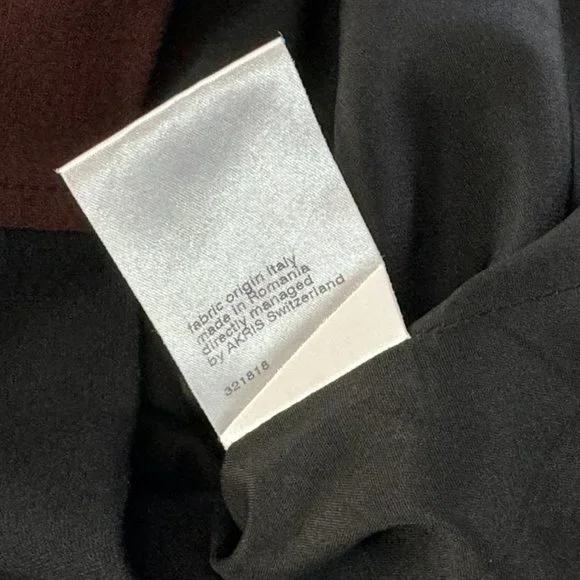 fabric origin Italy
made in Romania
directly managed
by AKRIS Switzerland
321818